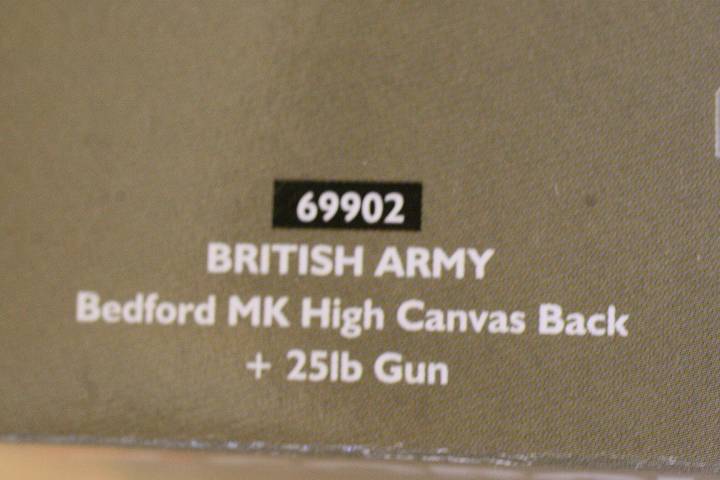 69902
BRITISH ARMY
Bedford MK High Canvas Back
+ 25lb Gun